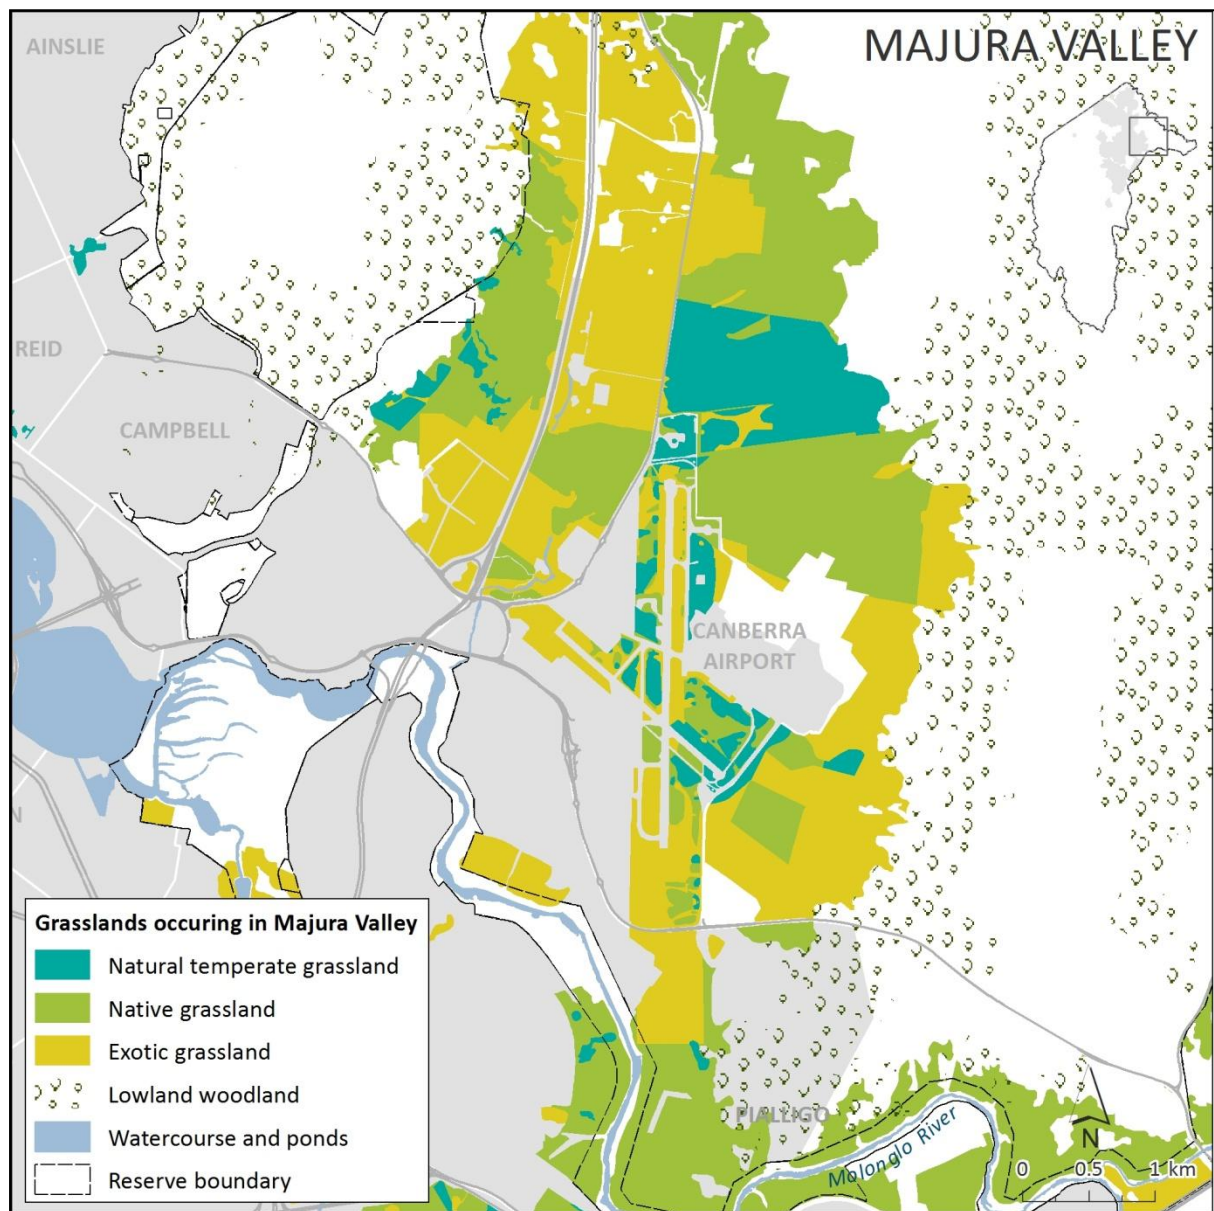 MAJURA VALLEY
AINSLIE
REID
CAMPBELL
CANBERRA
AIRPORT
N
Grasslands occuring in Majura Valley
Natural temperate grassland
Native grassland
Exotic grassland
Lowland woodland
Watercourse and ponds
Reserve boundary
PIALLIGO
Molonglo River
N
0 0.5 1 km